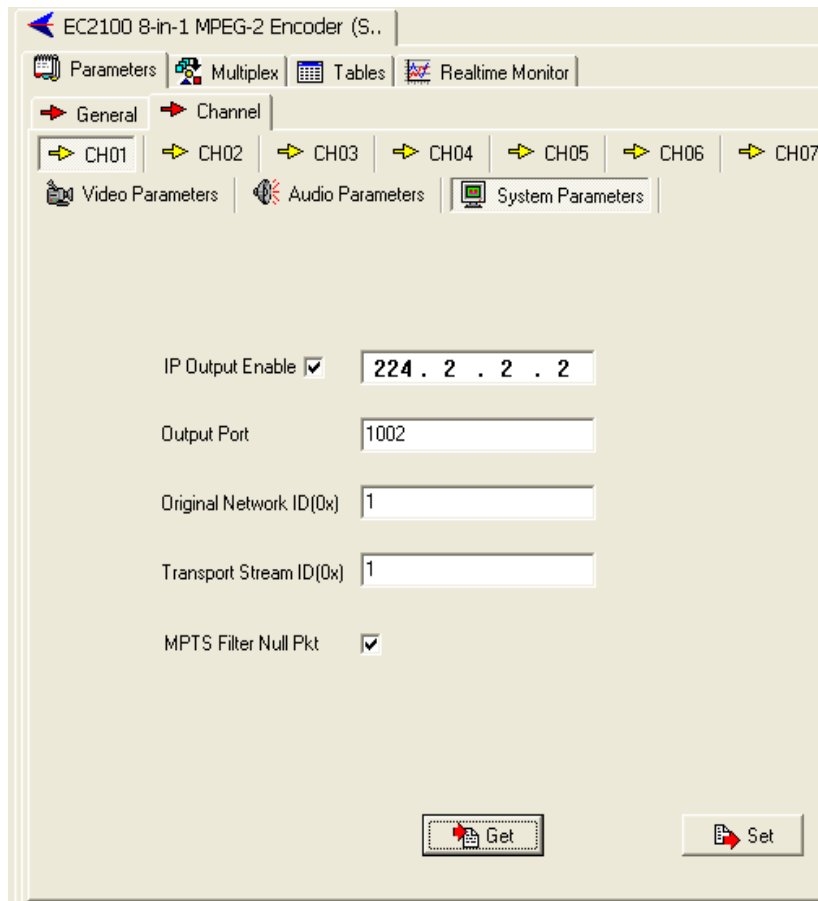 EC2100 8-in-1 MPEG-2 Encoder (S..
Parameters Multiplex Tables Realtime Monitor
General Channel
CH01 CH02 CH03 CH04 CH05 CH06 CH07
Video Parameters Audio Parameters System Parameters
IP Output Enable 224 . 2 . 2 . 2
Output Port 1002
Original Network ID(0x) 1
Transport Stream ID(0x) 1
MPTS Filter Null Pkt
Get Set